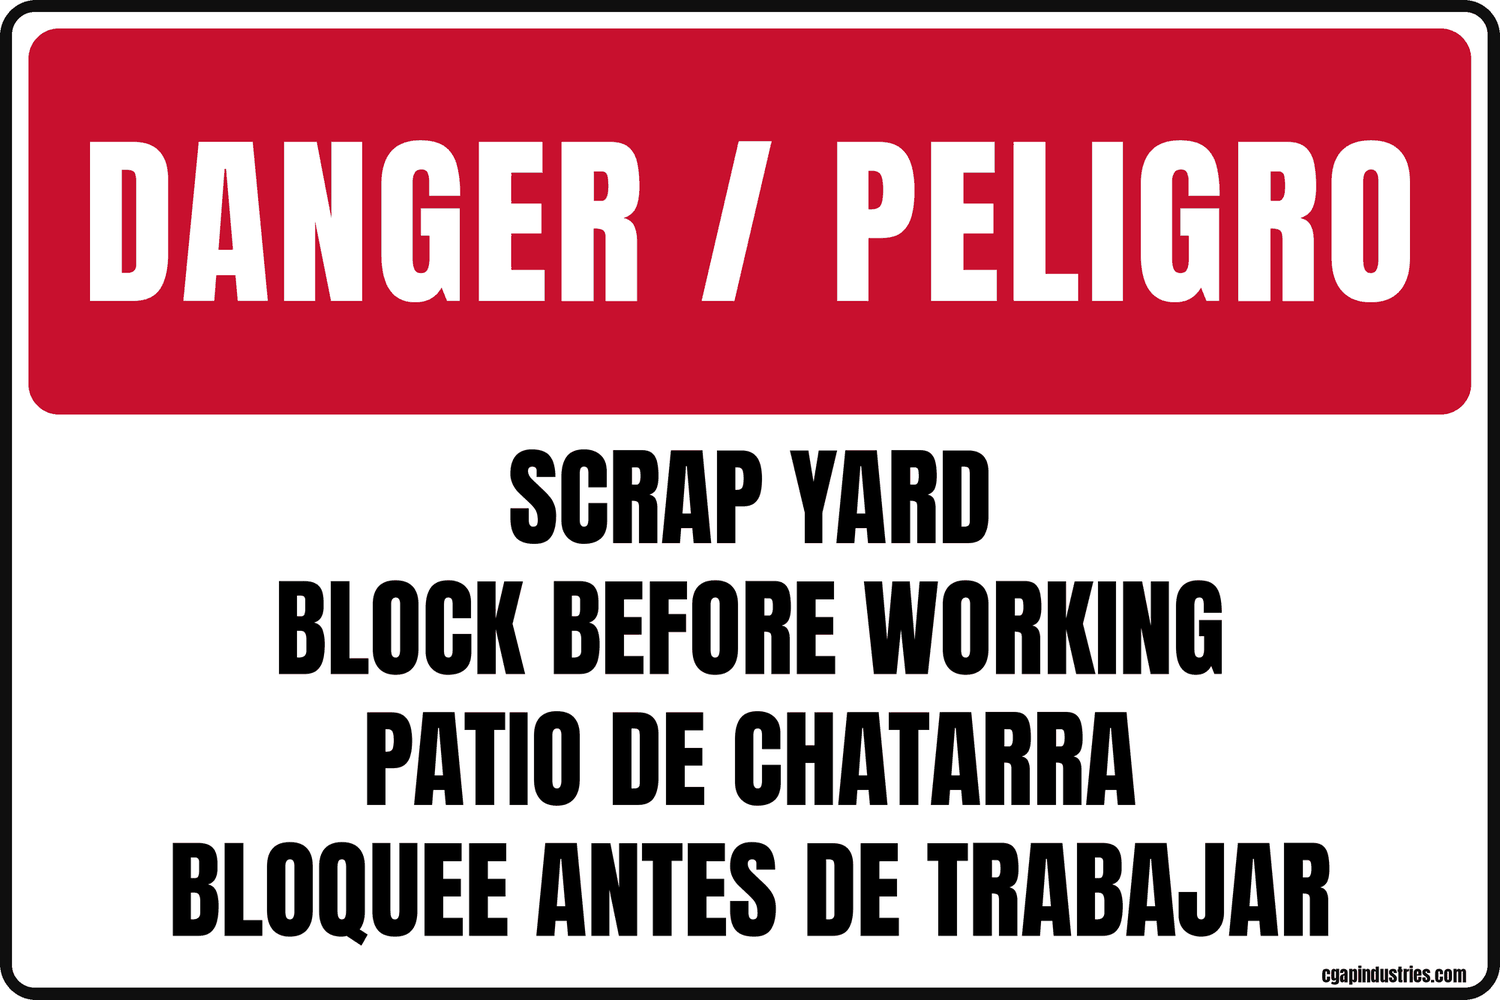 DANGER / PELIGRO
SCRAP YARD
BLOCK BEFORE WORKING
PATIO DE CHATARRA
BLOQUEE ANTES DE TRABAJAR
cgapindustries.com